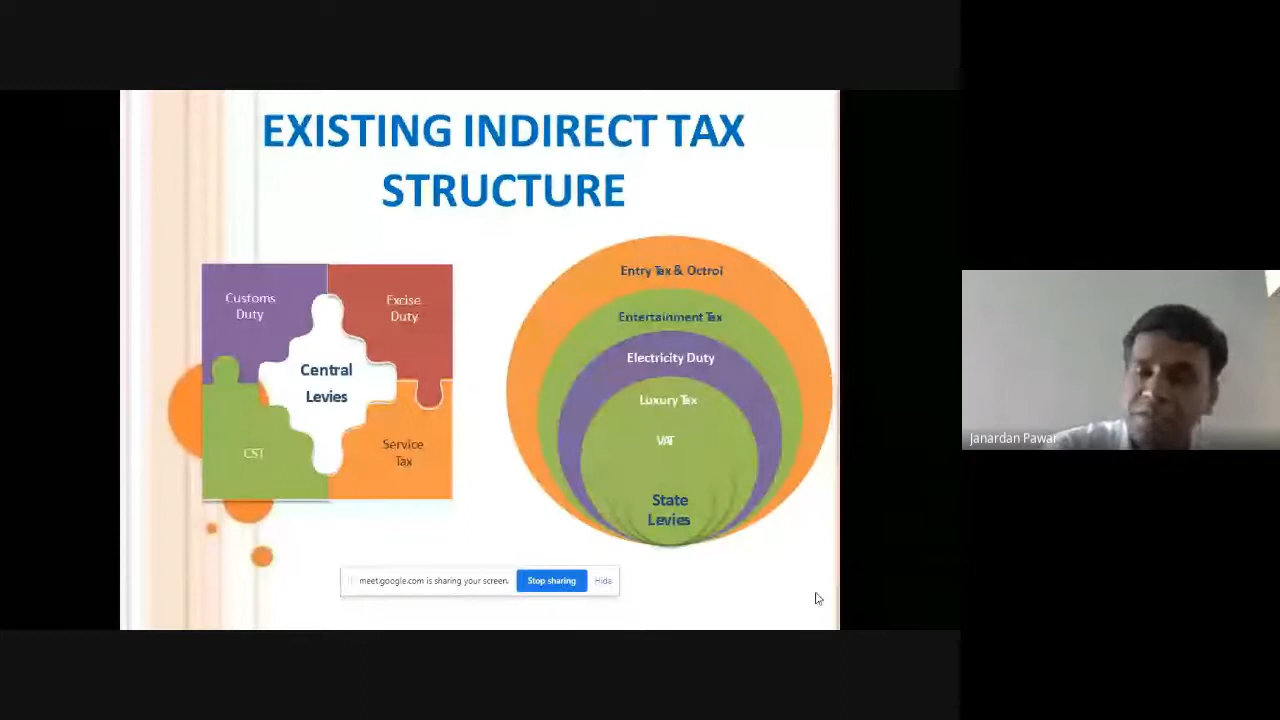 EXISTING INDIRECT TAX
STRUCTURE
Customs
Duty
Excise
Duty
Central
Levies
CST
Service
Tax
Entry Tax & Octroi
Entertainment Tax
Electricity Duty
Luxury Tax
VAT
State
Levies
meet.google.com is sharing your screen.
Stop sharing
Hide
Janardan Pawar